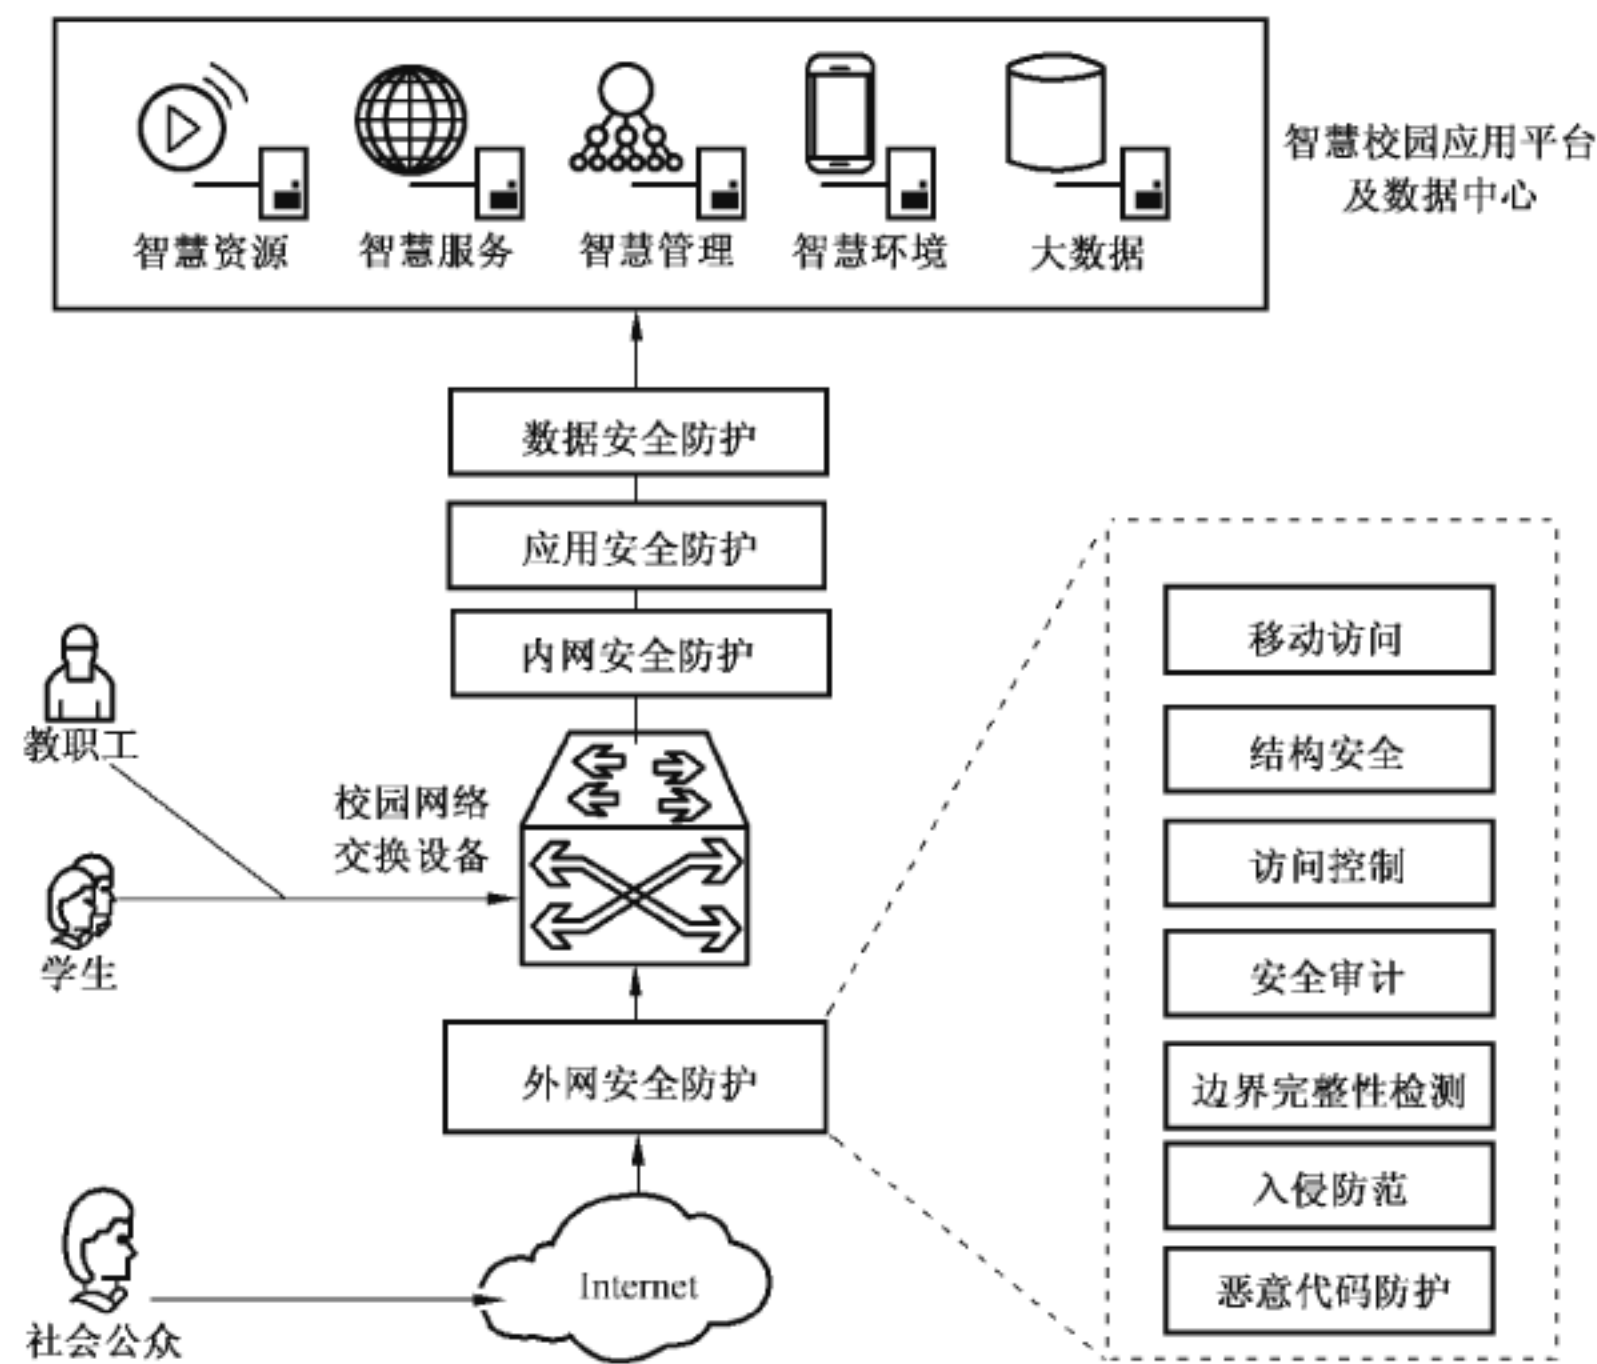 智慧资源
智慧服务
智慧管理
智慧环境
大数据
智慧校园应用平台
及数据中心
数据安全防护
应用安全防护
内网安全防护
教职工
校园网络
交换设备
学生
外网安全防护
社会公众
Internet
移动访问
结构安全
访问控制
安全审计
边界完整性检测
入侵防范
恶意代码防护